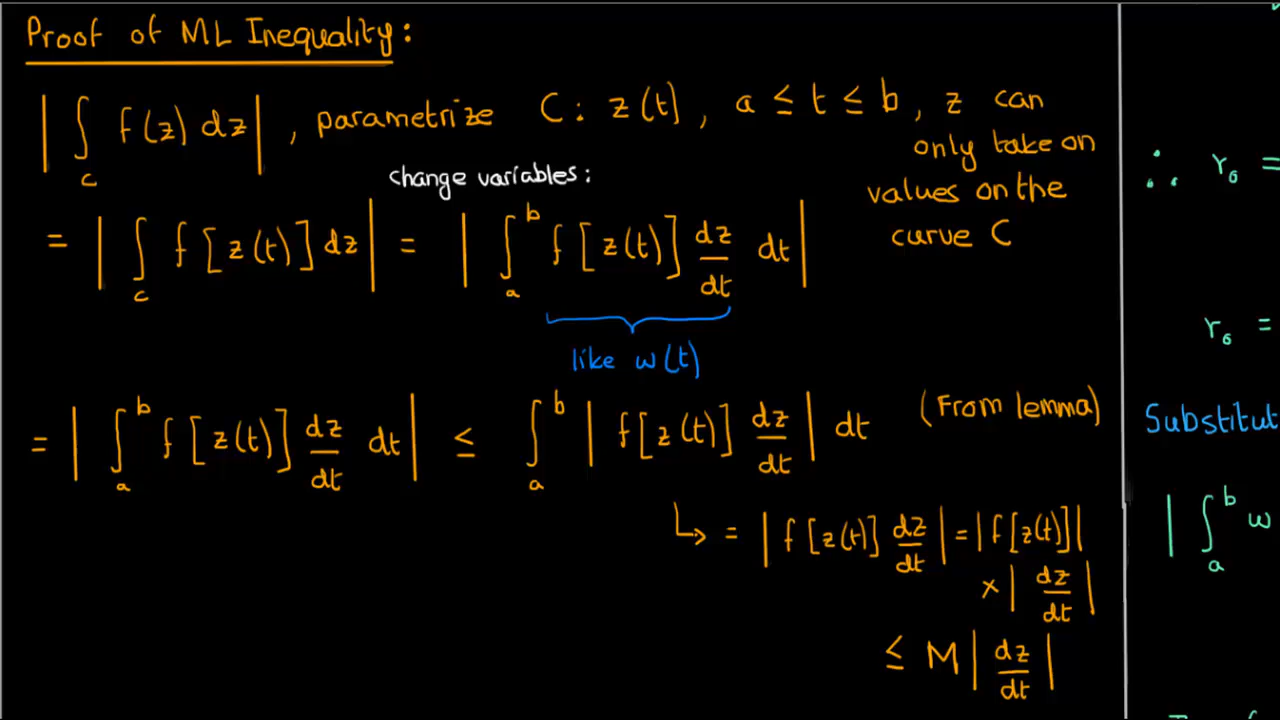 Proof of ML Inequality:
|∫_C f(z) dz|, parametrize C: z(t), a ≤ t ≤ b, z can
only take on
values on the
curve C
change variables:
= |∫_C f[z(t)] dz| = |∫_a^b f[z(t)] dz/dt dt|
like w(t)
= |∫_a^b f[z(t)] dz/dt dt| ≤ ∫_a^b |f[z(t)] dz/dt| dt (From lemma)
↳ = |f[z(t)] dz/dt| = |f[z(t)]|
× |dz/dt|
≤ M |dz/dt|
∴ r₀ =
r₀ =
Substitut
|∫_a^b w